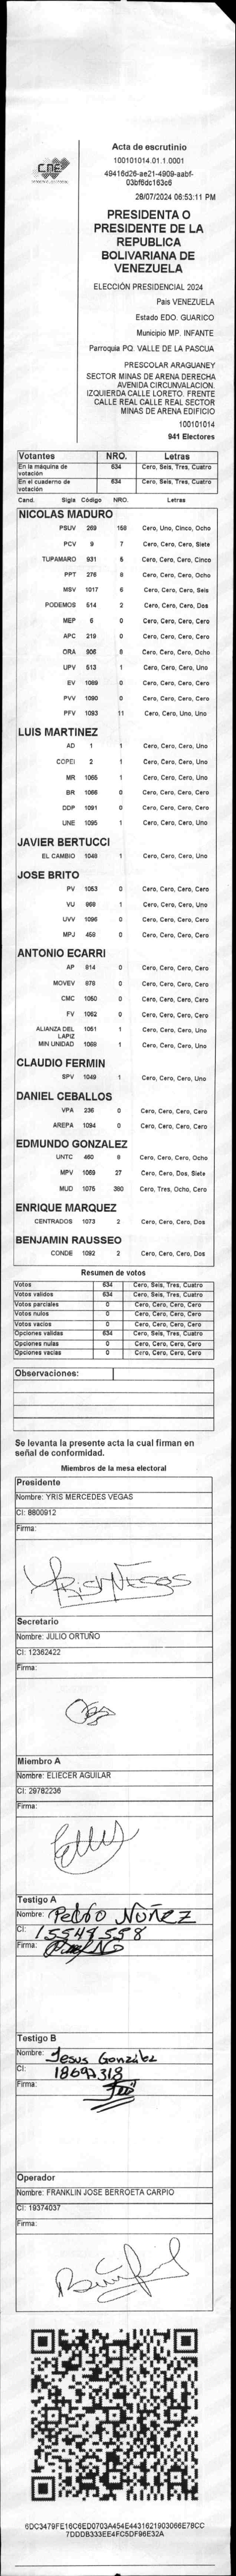 CNE
Acta de escrutinio
100101014.01.1.0001
49416d26-ae21-4909-aabf-
03bf6dc163c6
28/07/2024 06:53:11 PM
PRESIDENTA O
PRESIDENTE DE LA
REPUBLICA
BOLIVARIANA DE
VENEZUELA
ELECCIÓN PRESIDENCIAL 2024
Pais VENEZUELA
Estado EDO. GUARICO
Municipio MP. INFANTE
Parroquia PQ. VALLE DE LA PASCUA
PRESCOLAR ARAGUANEY
SECTOR MINAS DE ARENA DERECHA
AVENIDA CIRCUNVALACION.
IZQUIERDA CALLE LORETO. FRENTE
CALLE REAL CALLE REAL SECTOR
MINAS DE ARENA EDIFICIO
100101014
941 Electores
Votantes NRO. Letras
En la máquina de votación 634 Cero, Seis, Tres, Cuatro
En el cuaderno de votación 634 Cero, Seis, Tres, Cuatro
Cand. Sigla Código NRO. Letras
NICOLAS MADURO
PSUV 269 158 Cero, Uno, Cinco, Ocho
PCV 9 7 Cero, Cero, Cero, Siete
TUPAMARO 931 5 Cero, Cero, Cero, Cinco
PPT 276 8 Cero, Cero, Cero, Ocho
MSV 1017 6 Cero, Cero, Cero, Seis
PODEMOS 514 2 Cero, Cero, Cero, Dos
MEP 6 0 Cero, Cero, Cero, Cero
APC 219 0 Cero, Cero, Cero, Cero
ORA 906 8 Cero, Cero, Cero, Ocho
UPV 513 1 Cero, Cero, Cero, Uno
EV 1089 0 Cero, Cero, Cero, Cero
PVV 1090 0 Cero, Cero, Cero, Cero
PFV 1093 11 Cero, Cero, Uno, Uno
LUIS MARTINEZ
AD 1 1 Cero, Cero, Cero, Uno
COPEI 2 1 Cero, Cero, Cero, Uno
MR 1065 1 Cero, Cero, Cero, Uno
BR 1066 0 Cero, Cero, Cero, Cero
DDP 1091 0 Cero, Cero, Cero, Cero
UNE 1095 1 Cero, Cero, Cero, Uno
JAVIER BERTUCCI
EL CAMBIO 1048 1 Cero, Cero, Cero, Uno
JOSE BRITO
PV 1053 0 Cero, Cero, Cero, Cero
VU 968 1 Cero, Cero, Cero, Uno
UVV 1096 0 Cero, Cero, Cero, Cero
MPJ 458 0 Cero, Cero, Cero, Cero
ANTONIO ECARRI
AP 814 0 Cero, Cero, Cero, Cero
MOVEV 878 0 Cero, Cero, Cero, Cero
CMC 1050 0 Cero, Cero, Cero, Cero
FV 1062 0 Cero, Cero, Cero, Cero
ALIANZA DEL LAPIZ 1051 1 Cero, Cero, Cero, Uno
MIN UNIDAD 1068 1 Cero, Cero, Cero, Uno
CLAUDIO FERMIN
SPV 1049 1 Cero, Cero, Cero, Uno
DANIEL CEBALLOS
VPA 236 0 Cero, Cero, Cero, Cero
AREPA 1094 0 Cero, Cero, Cero, Cero
EDMUNDO GONZALEZ
UNTC 460 8 Cero, Cero, Cero, Ocho
MPV 1069 27 Cero, Cero, Dos, Siete
MUD 1075 380 Cero, Tres, Ocho, Cero
ENRIQUE MARQUEZ
CENTRADOS 1073 2 Cero, Cero, Cero, Dos
BENJAMIN RAUSSEO
CONDE 1092 2 Cero, Cero, Cero, Dos
Resumen de votos
Votos 634 Cero, Seis, Tres, Cuatro
Votos validos 634 Cero, Seis, Tres, Cuatro
Votos parciales 0 Cero, Cero, Cero, Cero
Votos nulos 0 Cero, Cero, Cero, Cero
Votos vacios 0 Cero, Cero, Cero, Cero
Opciones validas 634 Cero, Seis, Tres, Cuatro
Opciones nulas 0 Cero, Cero, Cero, Cero
Opciones vacias 0 Cero, Cero, Cero, Cero
Observaciones:
Se levanta la presente acta la cual firman en
señal de conformidad.
Miembros de la mesa electoral
Presidente
Nombre: YRIS MERCEDES VEGAS
CI: 8800912
Firma:
Secretario
Nombre: JULIO ORTUÑO
CI: 12362422
Firma:
Miembro A
Nombre: ELIECER AGUILAR
CI: 29782236
Firma:
Testigo A
Nombre: Pedro Nuñez
CI: 15547558
Firma:
Testigo B
Nombre: Jesus Gonzalez
CI: 18692318
Firma:
Operador
Nombre: FRANKLIN JOSE BERROETA CARPIO
CI: 19374037
Firma:
6DC3479FE16C6ED0703A454E4431621903066E78CC
7DDDB333EE4FC5DF96E32A